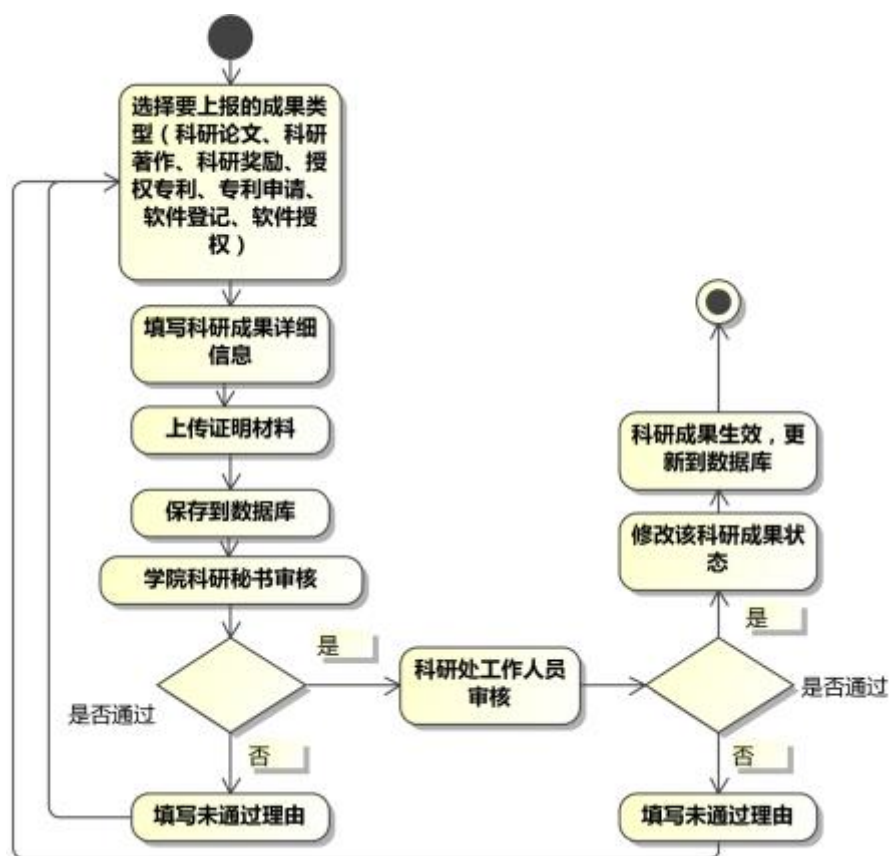 选择要上报的成果类
型（科研论文、科研
著作、科研奖励、授
权专利、专利申请、
软件登记、软件授
权）
填写科研成果详细
信息
上传证明材料
保存到数据库
学院科研秘书审核
是否通过
是
否
填写未通过理由
科研处工作人员
审核
是否通过
是
否
填写未通过理由
修改该科研成果状
态
科研成果生效，更
新到数据库